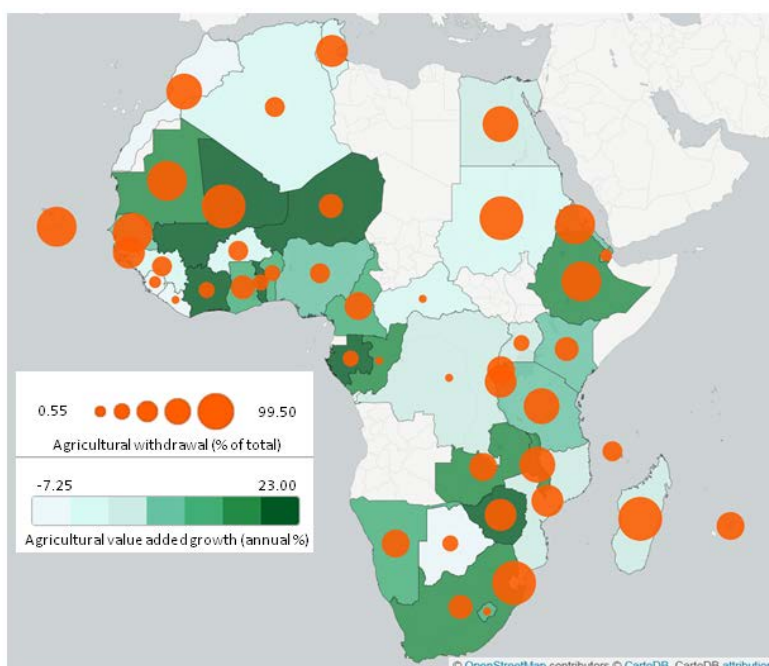 0.55 99.50
Agricultural withdrawal (% of total)
-7.25 23.00
Agricultural value added growth (annual %)
© OpenStreetMap contributors © CartoDB, CartoDB attribution